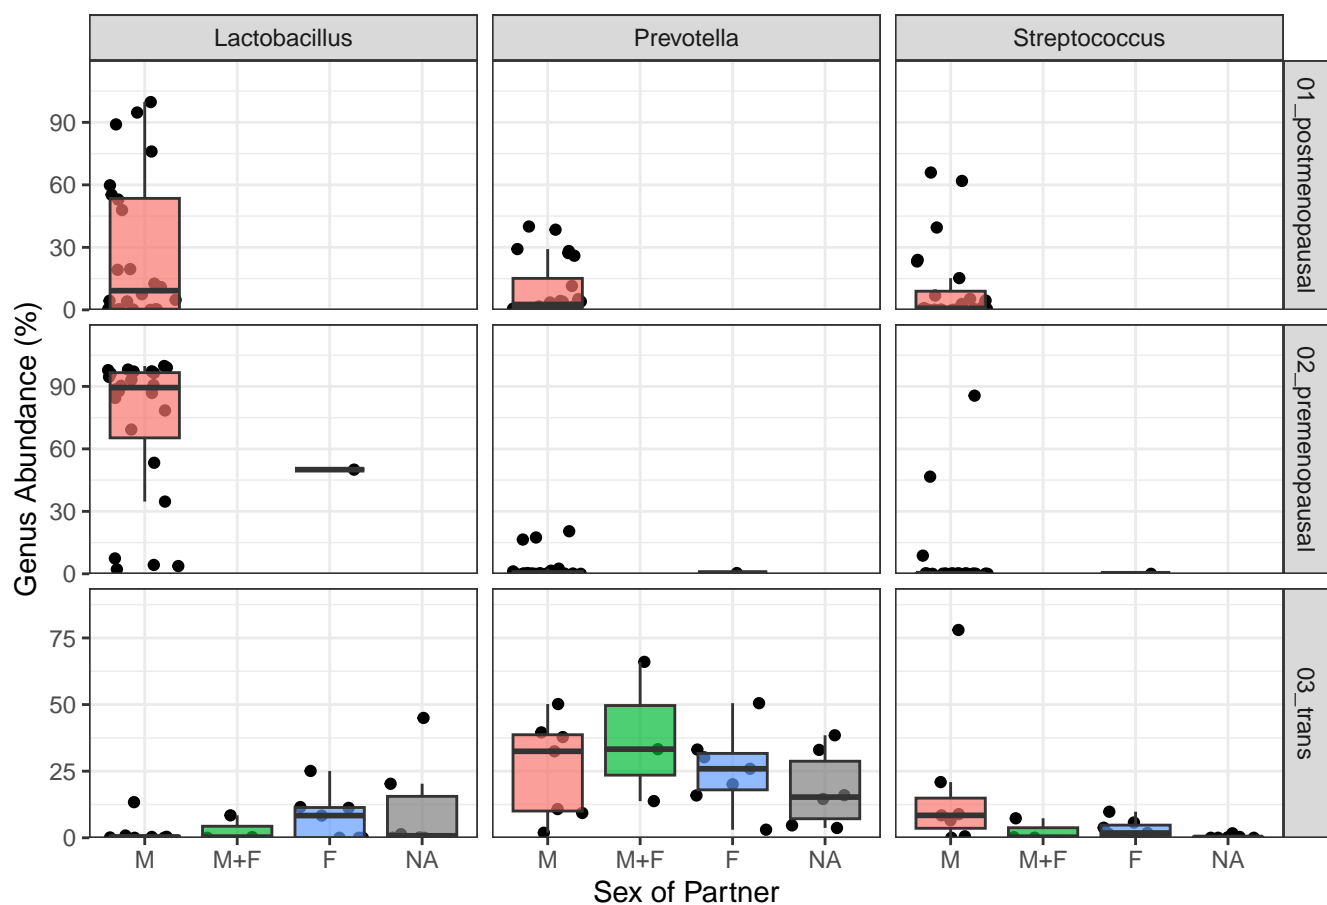 Lactobacillus
Prevotella
Streptococcus
Genus Abundance (%)
90
60
30
0
01_postmenopausal
90
60
30
0
02_premenopausal
75
50
25
0
03_trans
M
M+F
F
NA
M
M+F
F
NA
M
M+F
F
NA
Sex of Partner